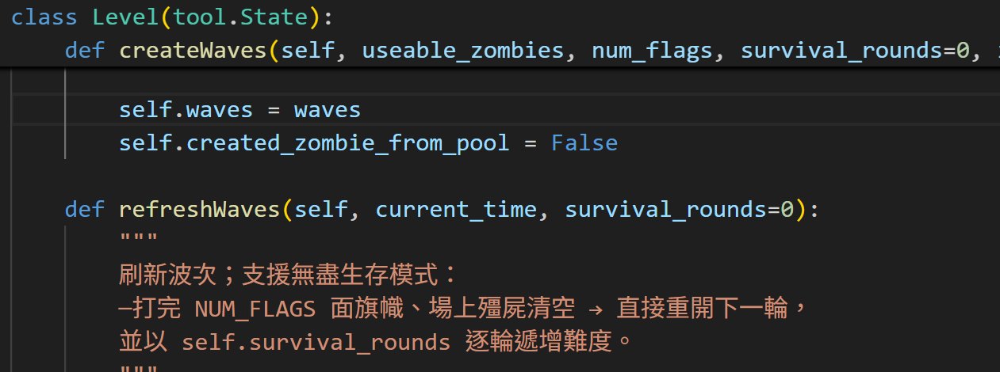 class Level(tool.State):
def createWaves(self, useable_zombies, num_flags, survival_rounds=0,
self.waves = waves
self.created_zombie_from_pool = False
def refreshWaves(self, current_time, survival_rounds=0):
"""
刷新波次；支援無盡生存模式：
—打完 NUM_FLAGS 面旗幟、場上殭屍清空 → 直接重開下一輪，
並以 self.survival_rounds 逐輪遞增難度。
"""